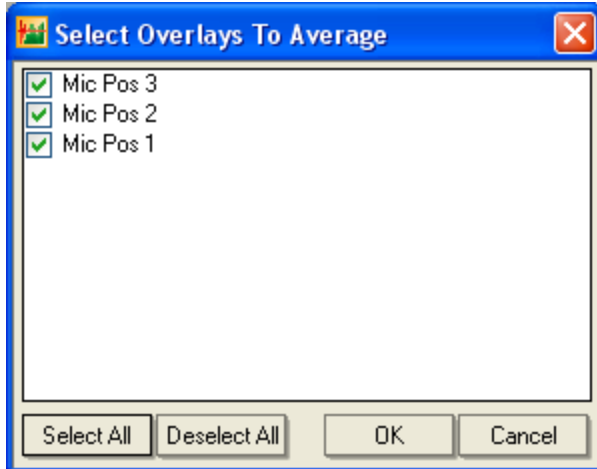 Select Overlays To Average
Mic Pos 3
Mic Pos 2
Mic Pos 1
Select All Deselect All OK Cancel